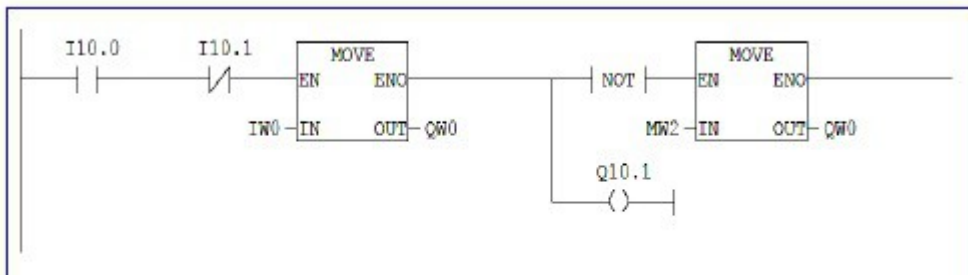 I10.0 I10.1 MOVE MOVE
EN ENO NOT EN ENO
IW0 IN OUT QW0 MW2 IN OUT QW0
Q10.1